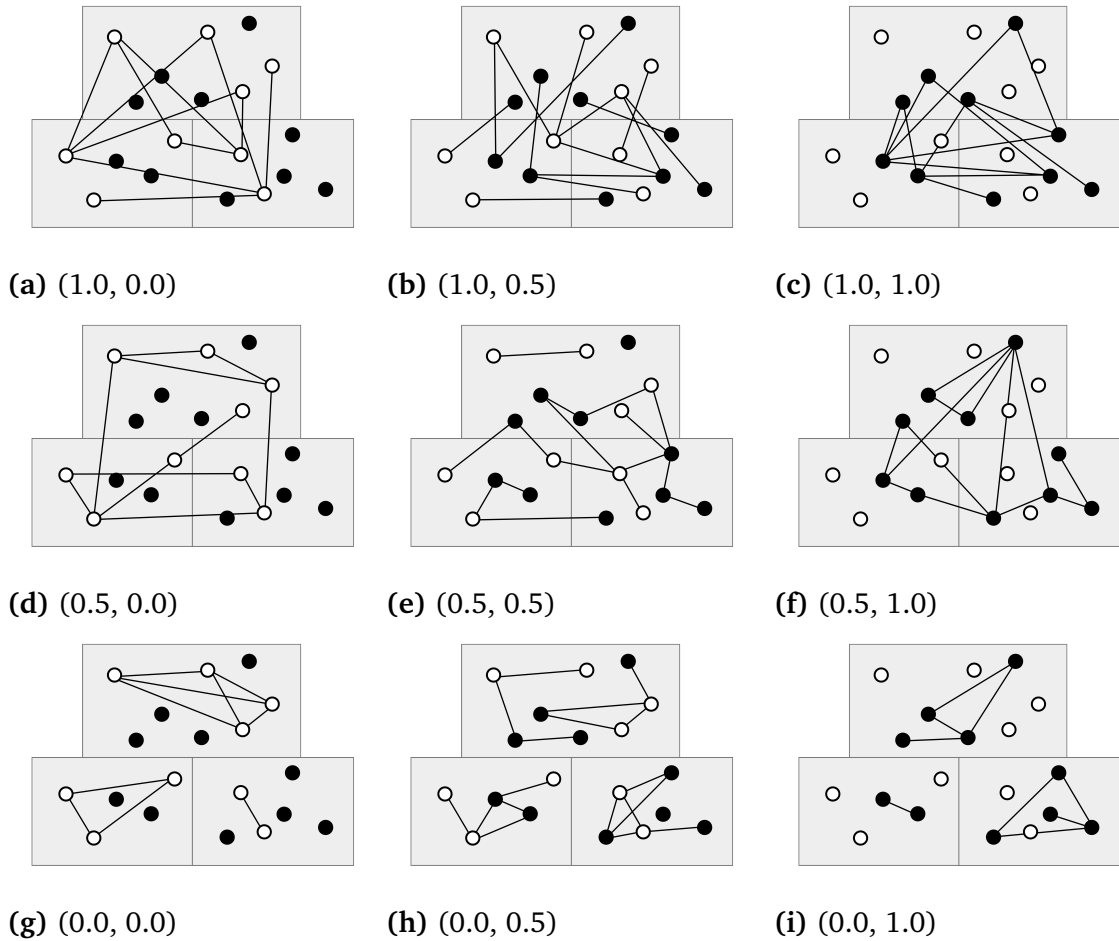 (a) (1.0, 0.0)
(b) (1.0, 0.5)
(c) (1.0, 1.0)
(d) (0.5, 0.0)
(e) (0.5, 0.5)
(f) (0.5, 1.0)
(g) (0.0, 0.0)
(h) (0.0, 0.5)
(i) (0.0, 1.0)